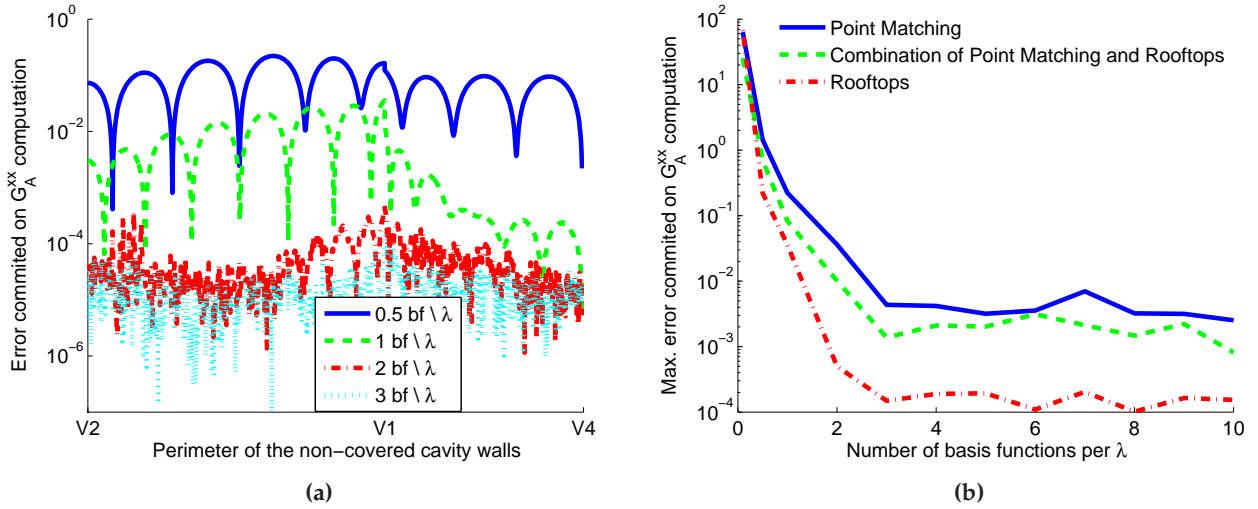 10^0
10^−2
10^−4
10^−6
Error commited on G_A^xx computation
0.5 bf \ λ
1 bf \ λ
2 bf \ λ
3 bf \ λ
V2
V1
V4
Perimeter of the non−covered cavity walls
(a)
10^2
10^1
10^0
10^−1
10^−2
10^−3
10^−4
Max. error commited on G_A^xx computation
Point Matching
Combination of Point Matching and Rooftops
Rooftops
0
2
4
6
8
10
Number of basis functions per λ
(b)